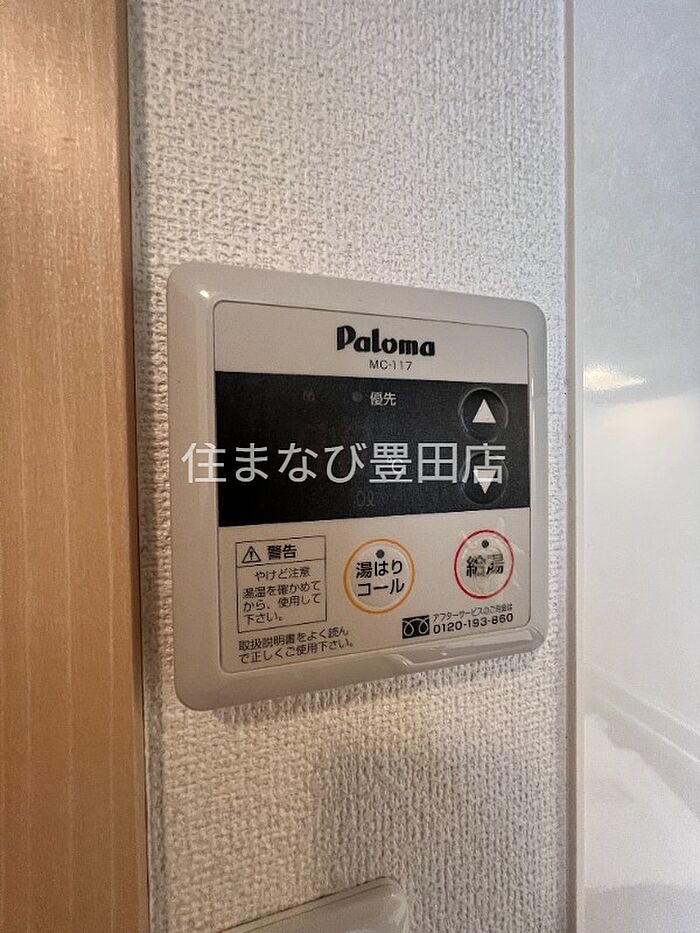 Paloma
MC-117
優先
住まなび豊田店
℃
0ℓ
⚠ 警告
やけど注意
湯温を確かめて
から、使用して
下さい。
取扱説明書をよく読ん
で正しくご使用下さい。
湯はり
コール
給湯
アフターサービスのご用命は
0120-193-860